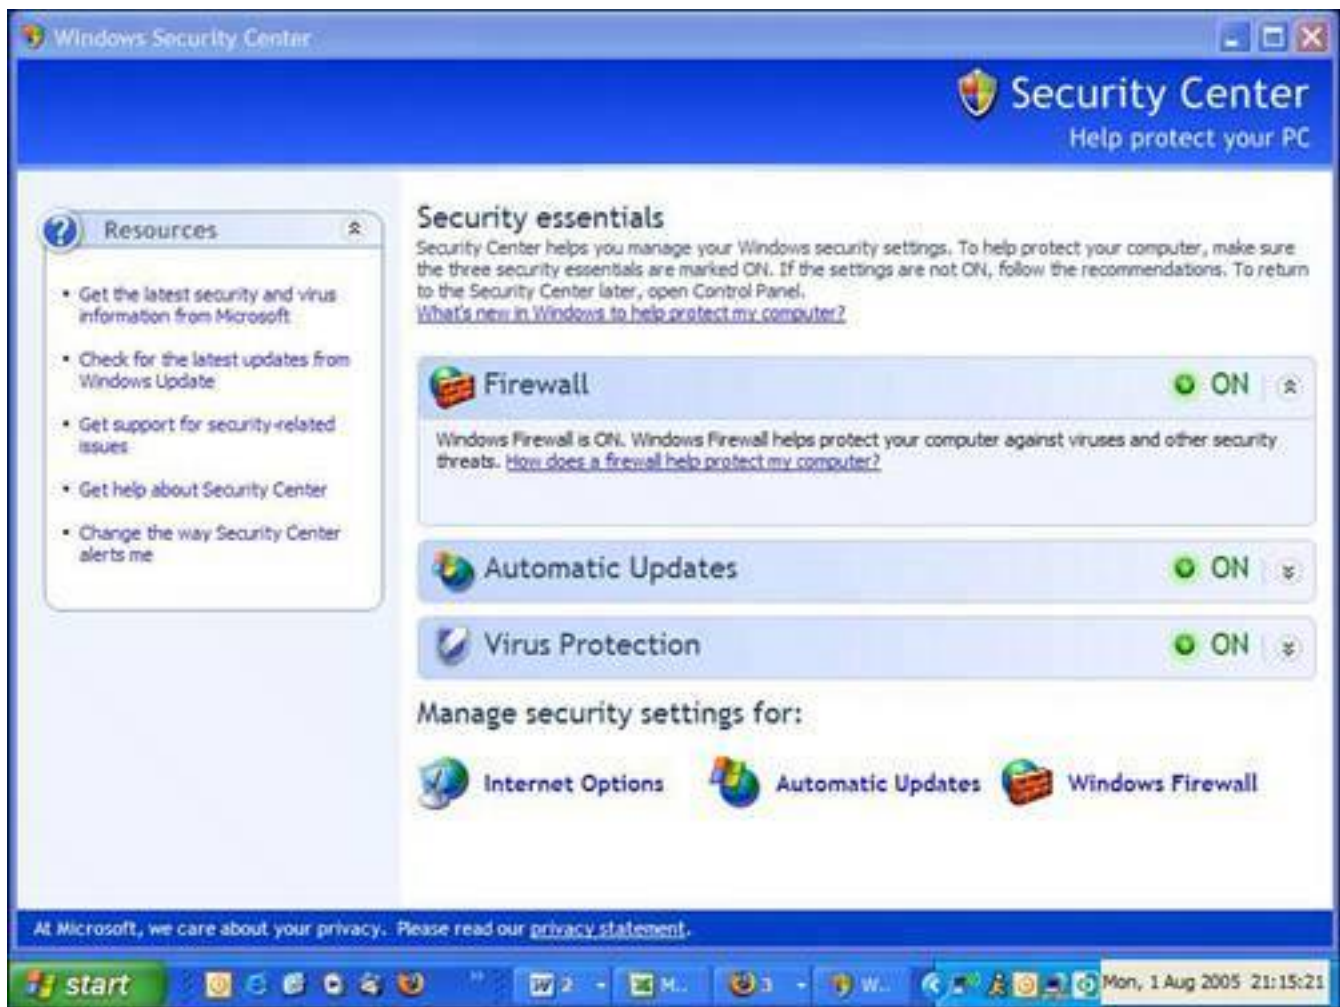 Windows Security Center
Security Center
Help protect your PC
Resources
• Get the latest security and virus
information from Microsoft
• Check for the latest updates from
Windows Update
• Get support for security-related
issues
• Get help about Security Center
• Change the way Security Center
alerts me
Security essentials
Security Center helps you manage your Windows security settings. To help protect your computer, make sure
the three security essentials are marked ON. If the settings are not ON, follow the recommendations. To return
to the Security Center later, open Control Panel.
What's new in Windows to help protect my computer?
Firewall ON
Windows Firewall is ON. Windows Firewall helps protect your computer against viruses and other security
threats. How does a firewall help protect my computer?
Automatic Updates ON
Virus Protection ON
Manage security settings for:
Internet Options Automatic Updates Windows Firewall
At Microsoft, we care about your privacy. Please read our privacy statement.
start 2 M... 3 W... Mon, 1 Aug 2005 21:15:21